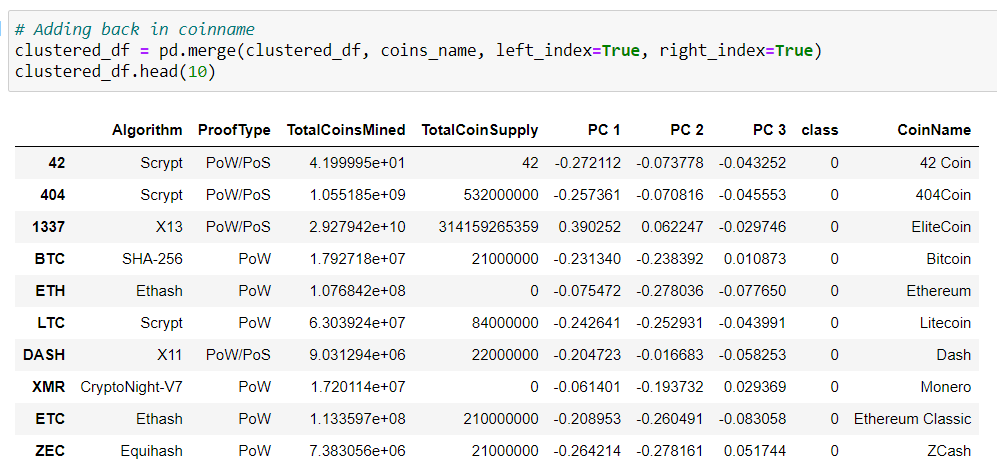 # Adding back in coinname
clustered_df = pd.merge(clustered_df, coins_name, left_index=True, right_index=True)
clustered_df.head(10)
Algorithm ProofType TotalCoinsMined TotalCoinSupply PC 1 PC 2 PC 3 class CoinName
42 Scrypt PoW/PoS 4.199995e+01 42 -0.272112 -0.073778 -0.043252 0 42 Coin
404 Scrypt PoW/PoS 1.055185e+09 532000000 -0.257361 -0.070816 -0.045553 0 404Coin
1337 X13 PoW/PoS 2.927942e+10 314159265359 0.390252 0.062247 -0.029746 0 EliteCoin
BTC SHA-256 PoW 1.792718e+07 21000000 -0.231340 -0.238392 0.010873 0 Bitcoin
ETH Ethash PoW 1.076842e+08 0 -0.075472 -0.278036 -0.077650 0 Ethereum
LTC Scrypt PoW 6.303924e+07 84000000 -0.242641 -0.252931 -0.043991 0 Litecoin
DASH X11 PoW/PoS 9.031294e+06 22000000 -0.204723 -0.016683 -0.058253 0 Dash
XMR CryptoNight-V7 PoW 1.720114e+07 0 -0.061401 -0.193732 0.029369 0 Monero
ETC Ethash PoW 1.133597e+08 210000000 -0.208953 -0.260491 -0.083058 0 Ethereum Classic
ZEC Equihash PoW 7.383056e+06 21000000 -0.264214 -0.278161 0.051744 0 ZCash